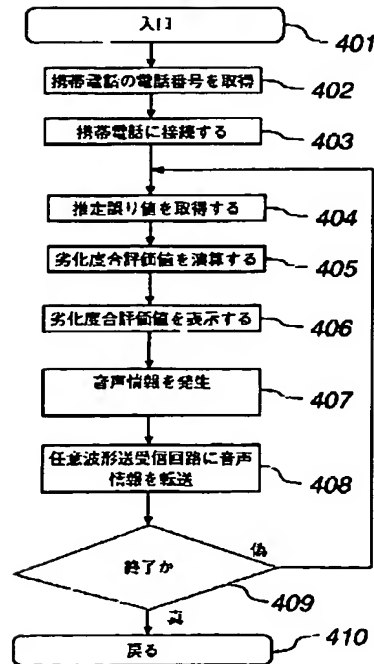 入口
401
携帯電話の電話番号を取得
402
携帯電話に接続する
403
推定誤り値を取得する
404
劣化度合評価値を演算する
405
劣化度合評価値を表示する
406
音声情報を発生
407
任意波形送受信回路に音声
情報を転送
408
偽
終了か
409
真
戻る
410